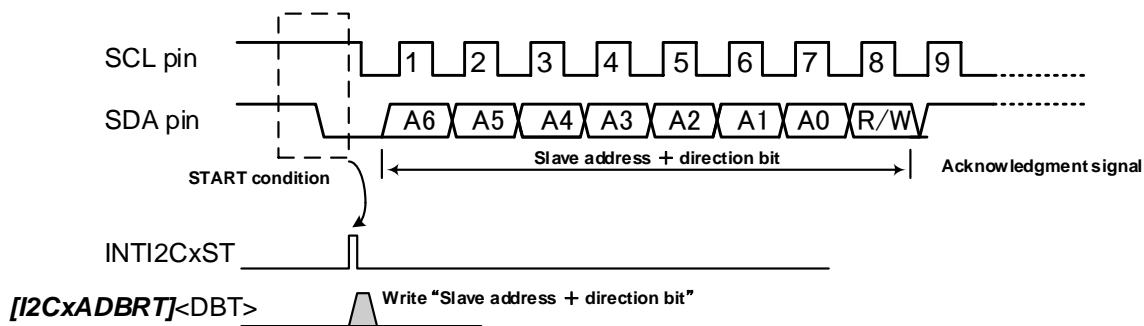 SCL pin 1 2 3 4 5 6 7 8 9
SDA pin A6 A5 A4 A3 A2 A1 A0 R/W
Slave address + direction bit
START condition
Acknowledgment signal
INTI2CxST
[I2CxADBRT]<DBT> Write “Slave address + direction bit”